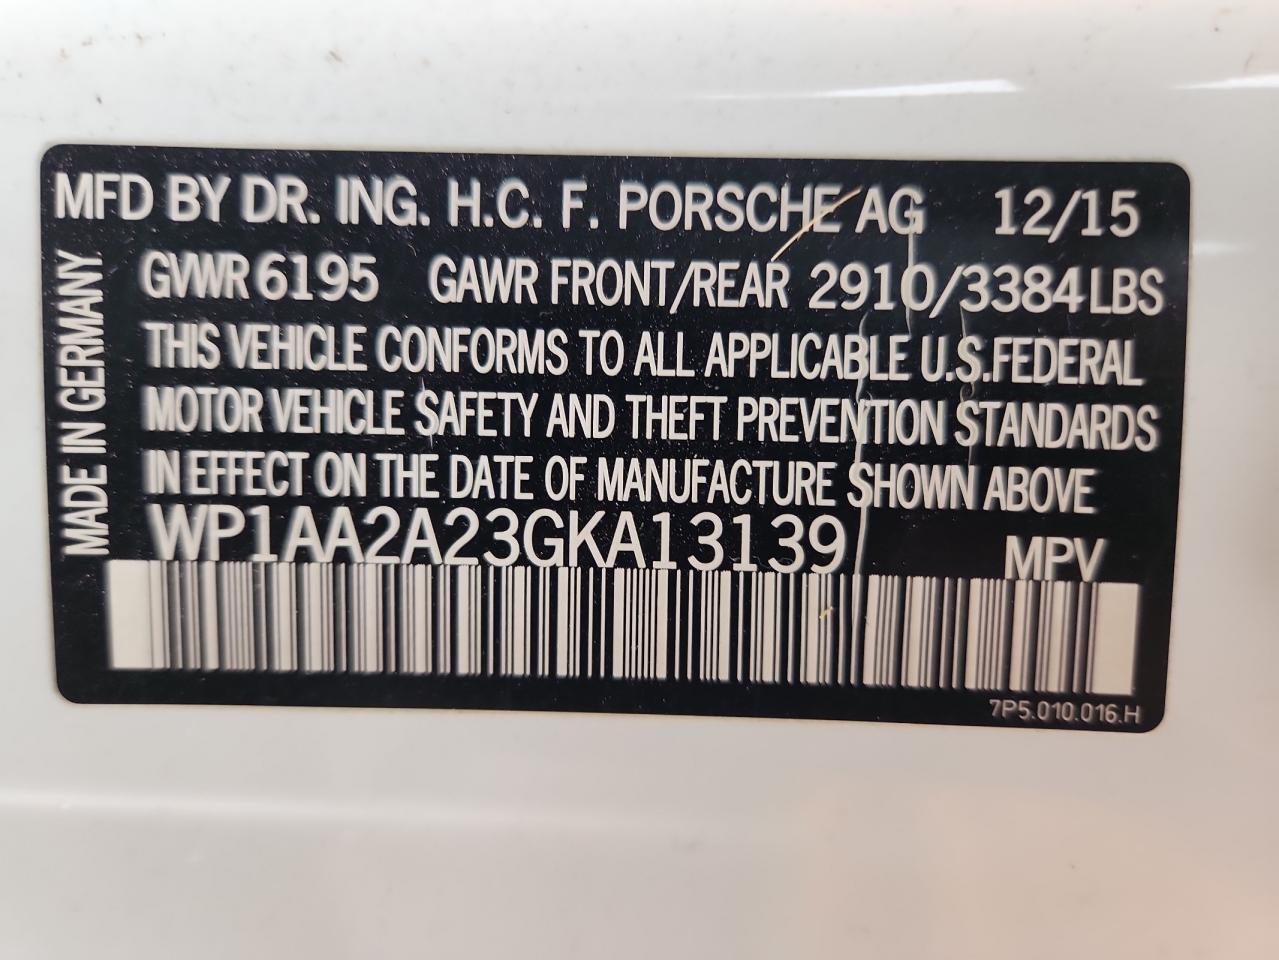 MFD BY DR. ING. H.C. F. PORSCHE AG 12/15
GVWR 6195 GAWR FRONT/REAR 2910/3384 LBS
THIS VEHICLE CONFORMS TO ALL APPLICABLE U.S.FEDERAL
MOTOR VEHICLE SAFETY AND THEFT PREVENTION STANDARDS
IN EFFECT ON THE DATE OF MANUFACTURE SHOWN ABOVE
WP1AA2A23GKA13139 MPV
7P5.010.016.H
MADE IN GERMANY